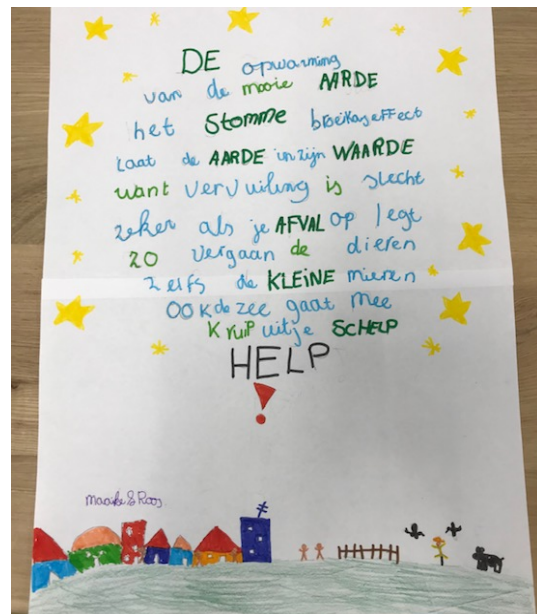 DE opwarming
van de mooie AARDE
het Stomme broeikaseffect
Laat de AARDE in zijn WAARDE
want vervuiling is slecht
zeker als je AFVAL op legt
ZO vergaan de dieren
Zelfs de KLEiNE mieren
OOK de zee gaat mee
KruiP uit je SCHELP
HELP
!
Maaike & Roos